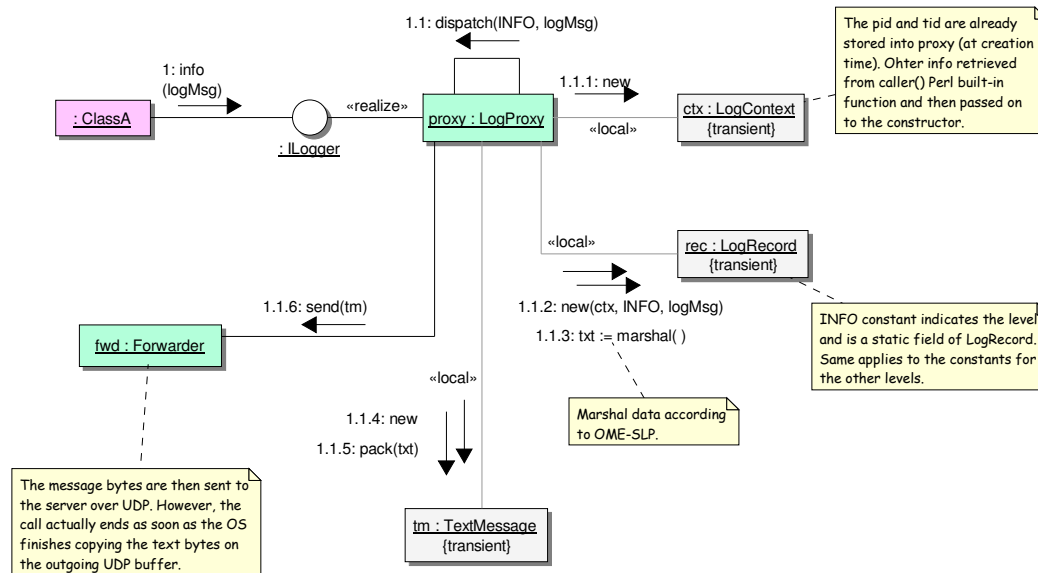 1.1: dispatch(INFO, logMsg)
The pid and tid are already
stored into proxy (at creation
time). Ohter info retrieved
from caller() Perl built-in
function and then passed on
to the constructor.
1: info
(logMsg)
1.1.1: new
: ClassA
«realize»
proxy : LogProxy
ctx : LogContext
{transient}
«local»
: ILogger
«local»
rec : LogRecord
{transient}
1.1.6: send(tm)
1.1.2: new(ctx, INFO, logMsg)
1.1.3: txt := marshal( )
INFO constant indicates the level
and is a static field of LogRecord.
Same applies to the constants for
the other levels.
fwd : Forwarder
«local»
Marshal data according
to OME-SLP.
1.1.4: new
1.1.5: pack(txt)
The message bytes are then sent to
the server over UDP. However, the
call actually ends as soon as the OS
finishes copying the text bytes on
the outgoing UDP buffer.
tm : TextMessage
{transient}